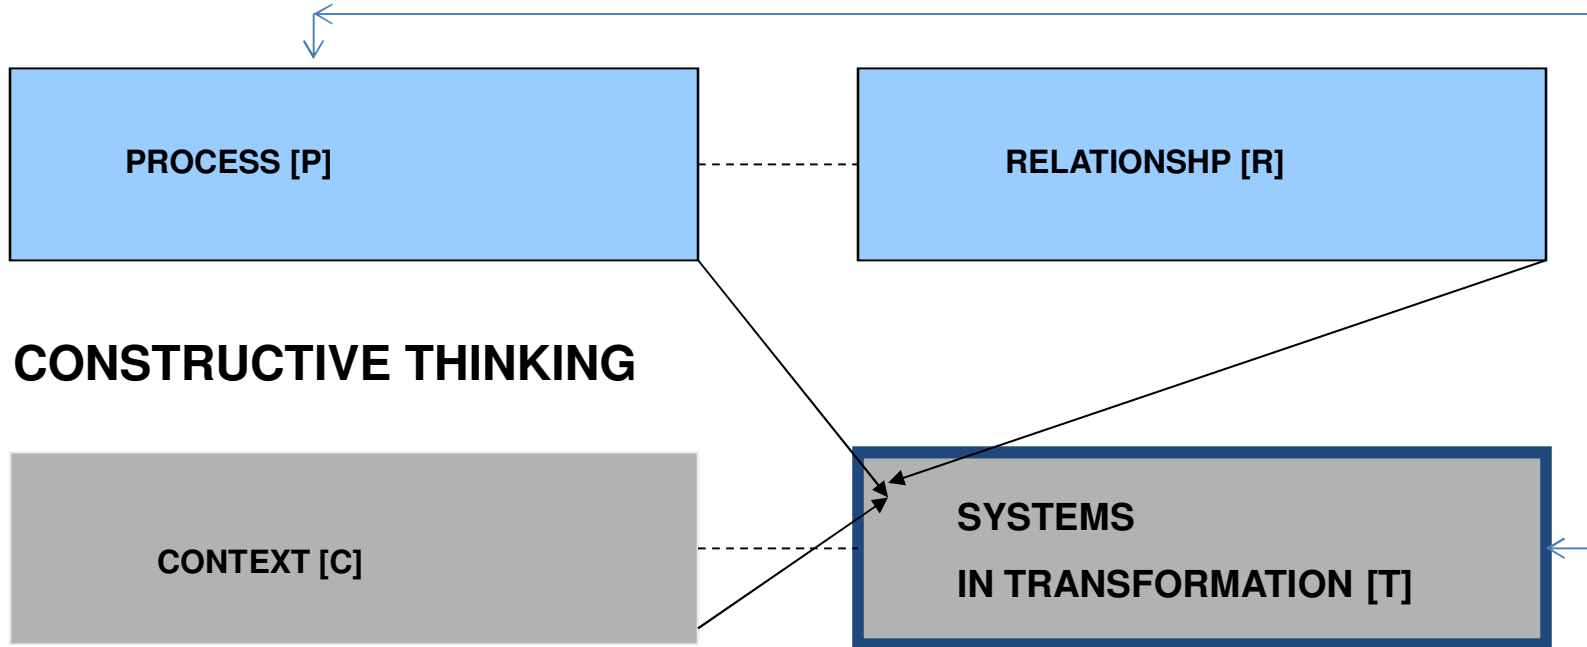 PROCESS [P]
RELATIONSHP [R]
CONSTRUCTIVE THINKING
CONTEXT [C]
SYSTEMS
IN TRANSFORMATION [T]